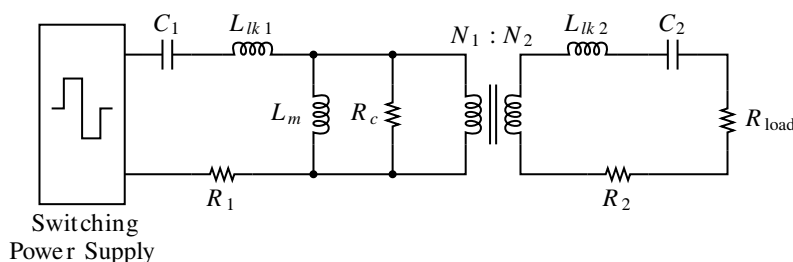 C1
Llk1
N1 : N2
Llk2
C2
Lm
Rc
Rload
R1
R2
Switching
Power Supply